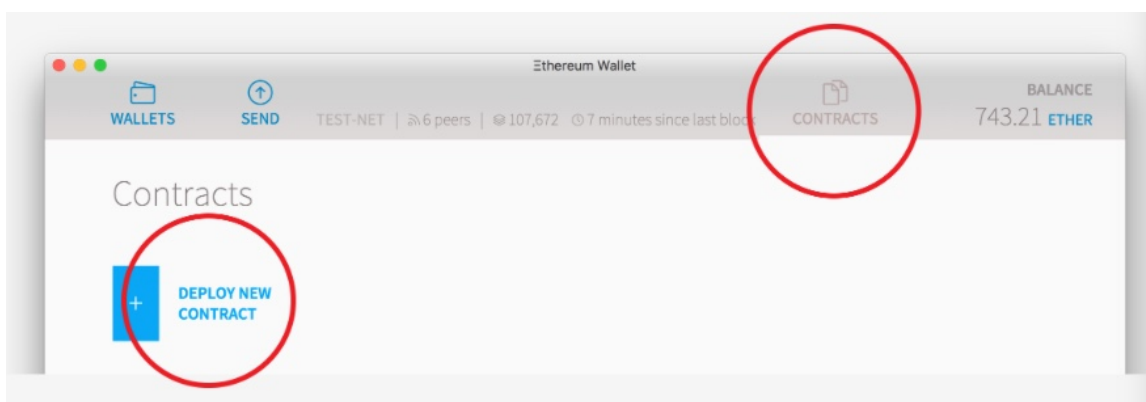 Ξthereum Wallet
WALLETS
SEND
TEST-NET | 6 peers | 107,672 7 minutes since last block
CONTRACTS
BALANCE
743.21 ETHER
Contracts
+
DEPLOY NEW
CONTRACT